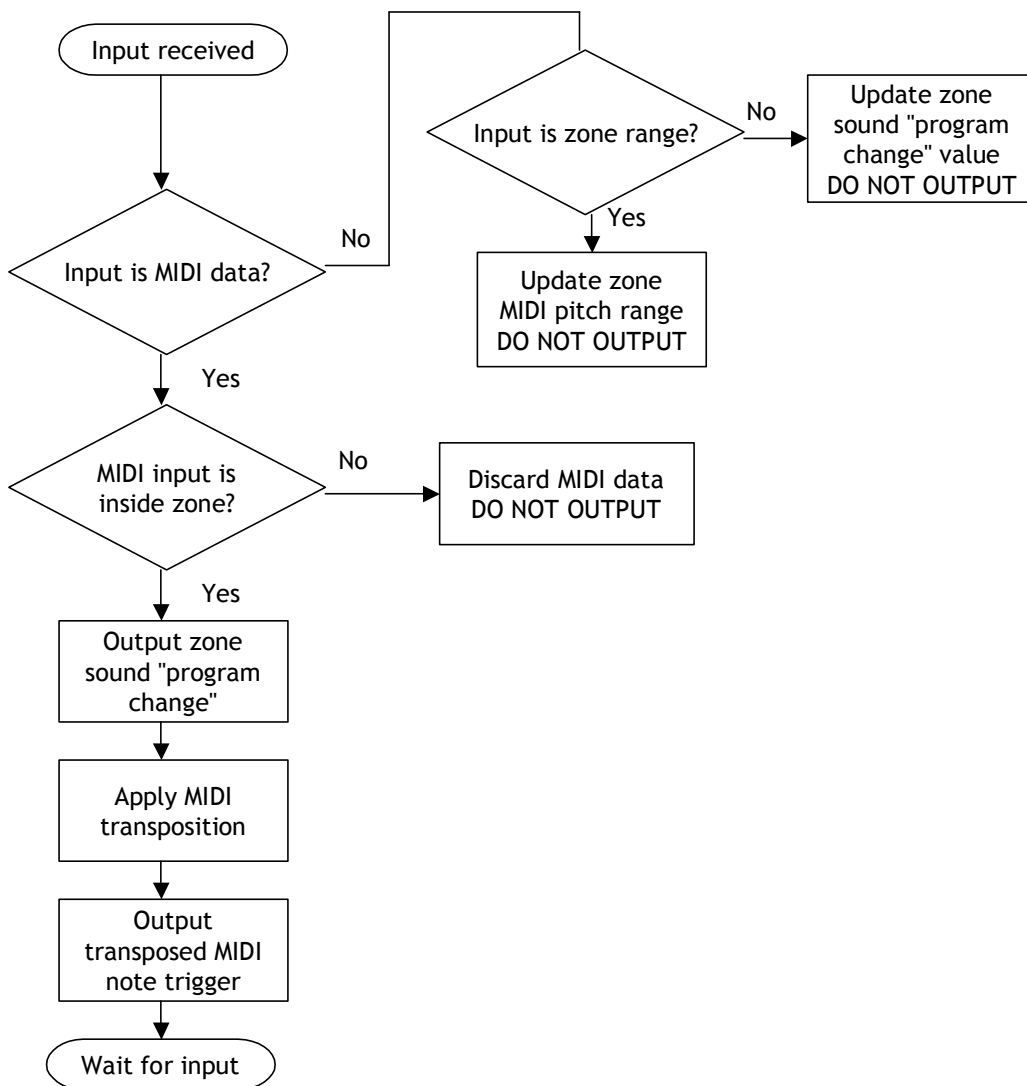 Input received
Input is MIDI data?
No
Input is zone range?
No
Update zone
sound "program
change" value
DO NOT OUTPUT
Yes
Update zone
MIDI pitch range
DO NOT OUTPUT
Yes
MIDI input is
inside zone?
No
Discard MIDI data
DO NOT OUTPUT
Yes
Output zone
sound "program
change"
Apply MIDI
transposition
Output
transposed MIDI
note trigger
Wait for input